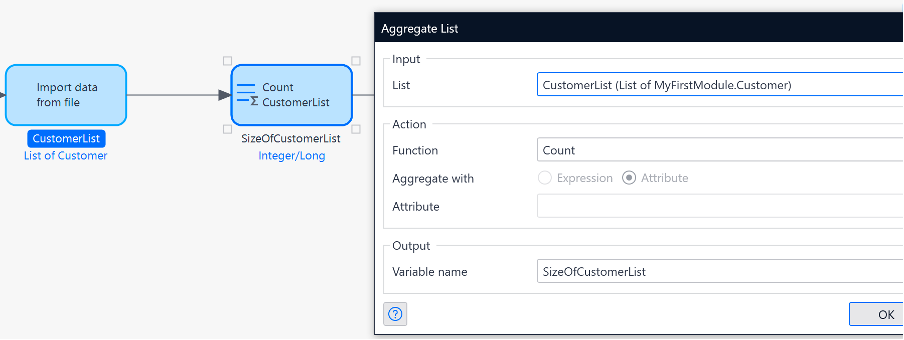 Import data
from file
CustomerList
List of Customer
Count
CustomerList
SizeOfCustomerList
Integer/Long
Aggregate List
Input
List
CustomerList (List of MyFirstModule.Customer)
Action
Function
Count
Aggregate with
Expression
Attribute
Attribute
Output
Variable name
SizeOfCustomerList
?
OK